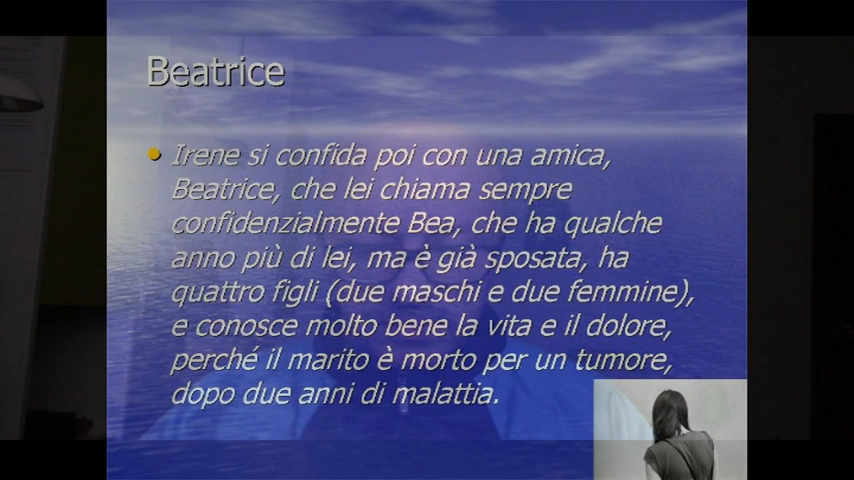 Beatrice
• Irene si confida poi con una amica,
Beatrice, che lei chiama sempre
confidenzialmente Bea, che ha qualche
anno più di lei, ma è già sposata, ha
quattro figli (due maschi e due femmine),
e conosce molto bene la vita e il dolore,
perché il marito è morto per un tumore,
dopo due anni di malattia.